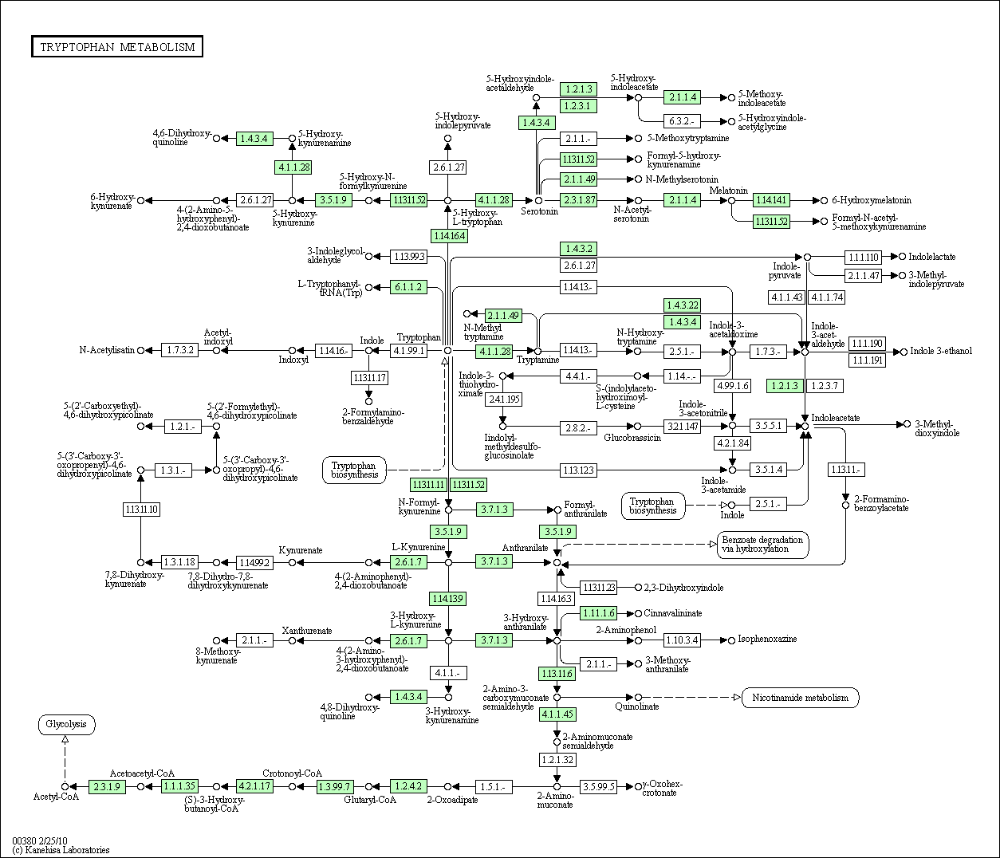 TRYPTOPHAN METABOLISM
5-Hydroxyindole-
acetaldehyde
1.2.1.3
1.2.3.1
5-Hydroxy-
indoleacetate
2.1.1.4
5-Methoxy-
indoleacetate
6.3.2.-
5-Hydroxyindole-
acetylglycine
1.4.3.4
4,6-Dihydroxy-
quinoline
1.4.3.4
5-Hydroxy-
kynurenamine
5-Hydroxy-
indolepyruvate
2.1.1.-
5-Methoxytryptamine
4.1.1.28
2.6.1.27
1.13.11.52
Formyl-5-hydroxy-
kynurenamine
2.1.1.49
N-Methylserotonin
6-Hydroxy-
kynurenate
4-(2-Amino-5-
hydroxyphenyl)-
2,4-dioxobutanoate
2.6.1.27
5-Hydroxy-
kynurenine
3.5.1.9
5-Hydroxy-N-
formylkynurenine
1.13.11.52
5-Hydroxy-
L-tryptophan
4.1.1.28
Serotonin
2.3.1.87
N-Acetyl-
serotonin
2.1.1.4
Melatonin
1.14.14.1
6-Hydroxymelatonin
1.13.11.52
Formyl-N-acetyl-
5-methoxykynurenamine
1.14.16.4
3-Indoleglycol-
aldehyde
1.13.99.3
1.4.3.2
2.6.1.27
Indole-
pyruvate
1.1.1.110
Indolelactate
2.1.1.47
3-Methyl-
indolepyruvate
L-Tryptophanyl-
tRNA(Trp)
6.1.1.2
1.14.13.-
4.1.1.43
4.1.1.74
2.1.1.49
N-Methyl
tryptamine
1.4.3.22
1.4.3.4
N-Acetylisatin
1.7.3.2
Acetyl-
indoxyl
Indoxyl
1.14.16.-
Indole
4.1.99.1
Tryptophan
4.1.1.28
Tryptamine
1.14.13.-
N-Hydroxy-
tryptamine
2.5.1.-
Indole-3-
acetaldoxime
1.7.3.-
Indole-
3-acet-
aldehyde
1.1.1.190
1.1.1.191
Indole 3-ethanol
1.13.11.17
2-Formylamino-
benzaldehyde
Indole-3-
thiohydro-
ximate
4.4.1.-
S-(indolylaceto-
hydroximoyl-
L-cysteine
1.14.-.-
4.99.1.6
1.2.1.3
1.2.3.7
2.4.1.195
Iindolyl-
methyldesulfo-
glucosinolate
2.8.2.-
Glucobrassicin
3.2.1.147
Indole-
3-acetonitrile
3.5.5.1
Indoleacetate
3-Methyl-
dioxyindole
5-(2'-Carboxyethyl)-
4,6-dihydroxypicolinate
1.2.1.-
5-(2'-Formylethyl)-
4,6-dihydroxypicolinate
4.2.1.84
5-(3'-Carboxy-3'-
oxopropenyl)-4,6-
dihydroxypicolinate
1.3.1.-
5-(3'-Carboxy-3'-
oxopropyl)-4,6-
dihydroxypicolinate
Tryptophan
biosynthesis
1.13.12.3
Indole-
3-acetamide
3.5.1.4
1.13.11.-
1.13.11.11
1.13.11.52
1.13.11.10
N-Formyl-
kynurenine
3.7.1.3
Formyl-
anthranilate
Tryptophan
biosynthesis
Indole
2.5.1.-
2-Formamino-
benzoylacetate
3.5.1.9
3.5.1.9
Benzoate degradation
via hydroxylation
7,8-Dihydroxy-
kynurenate
1.3.1.18
7,8-Dihydro-7,8-
dihydroxykynurenate
1.14.99.2
Kynurenate
4-(2-Aminophenyl)-
2,4-dioxobutanoate
2.6.1.7
L-Kynurenine
3.7.1.3
Anthranilate
1.14.13.9
1.14.16.3
1.13.11.23
2,3-Dihydroxyindole
1.11.1.6
Cinnavalininate
8-Methoxy-
kynurenate
2.1.1.-
Xanthurenate
4-(2-Amino-
3-hydroxyphenyl)-
2,4-dioxobutanoate
2.6.1.7
3-Hydroxy-
L-kynurenine
3.7.1.3
3-Hydroxy-
anthranilate
2-Aminophenol
1.10.3.4
Isophenoxazine
2.1.1.-
3-Methoxy-
anthranilate
4.1.1.-
1.13.11.6
4,8-Dihydroxy-
quinoline
1.4.3.4
3-Hydroxy-
kynurenamine
2-Amino-3-
carboxymuconate
semialdehyde
Quinolinate
Nicotinamide metabolism
4.1.1.45
Glycolysis
2-Aminomuconate
semialdehyde
1.2.1.32
Acetyl-CoA
2.3.1.9
Acetoacetyl-CoA
1.1.1.35
(S)-3-Hydroxy-
butanoyl-CoA
4.2.1.17
Crotonoyl-CoA
1.3.99.7
Glutaryl-CoA
1.2.4.2
2-Oxoadipate
1.5.1.-
2-Amino-
muconate
3.5.99.5
γ-Oxohex-
crotonate
00380 2/25/10
(c) Kanehisa Laboratories